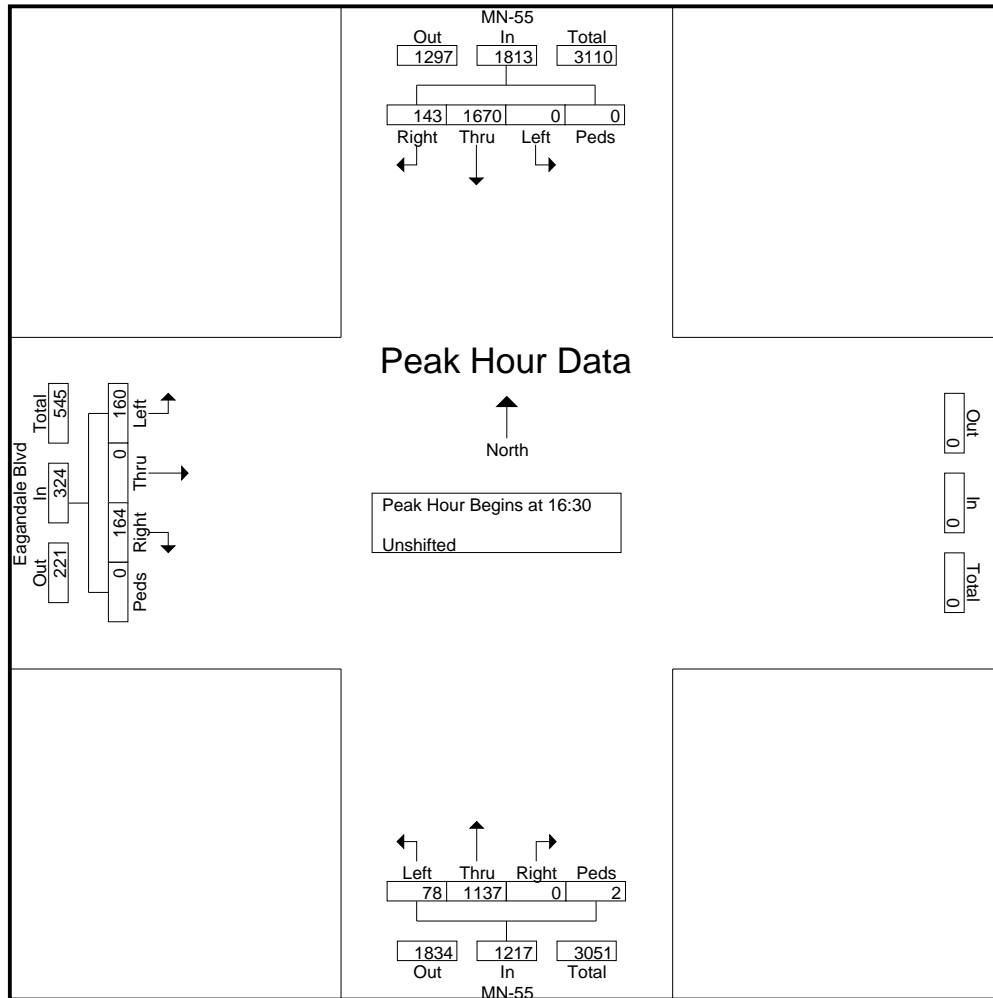 MN-55
Out In Total
1297 1813 3110
143 1670 0 0
Right Thru Left Peds
Peak Hour Data
North
Peak Hour Begins at 16:30
Unshifted
Eagandale Blvd
Out In Total
221 324 545
0 164 0 160
Peds Right Thru Left
Out In Total
0 0 0
Left Thru Right Peds
78 1137 0 2
1834 1217 3051
Out In Total
MN-55